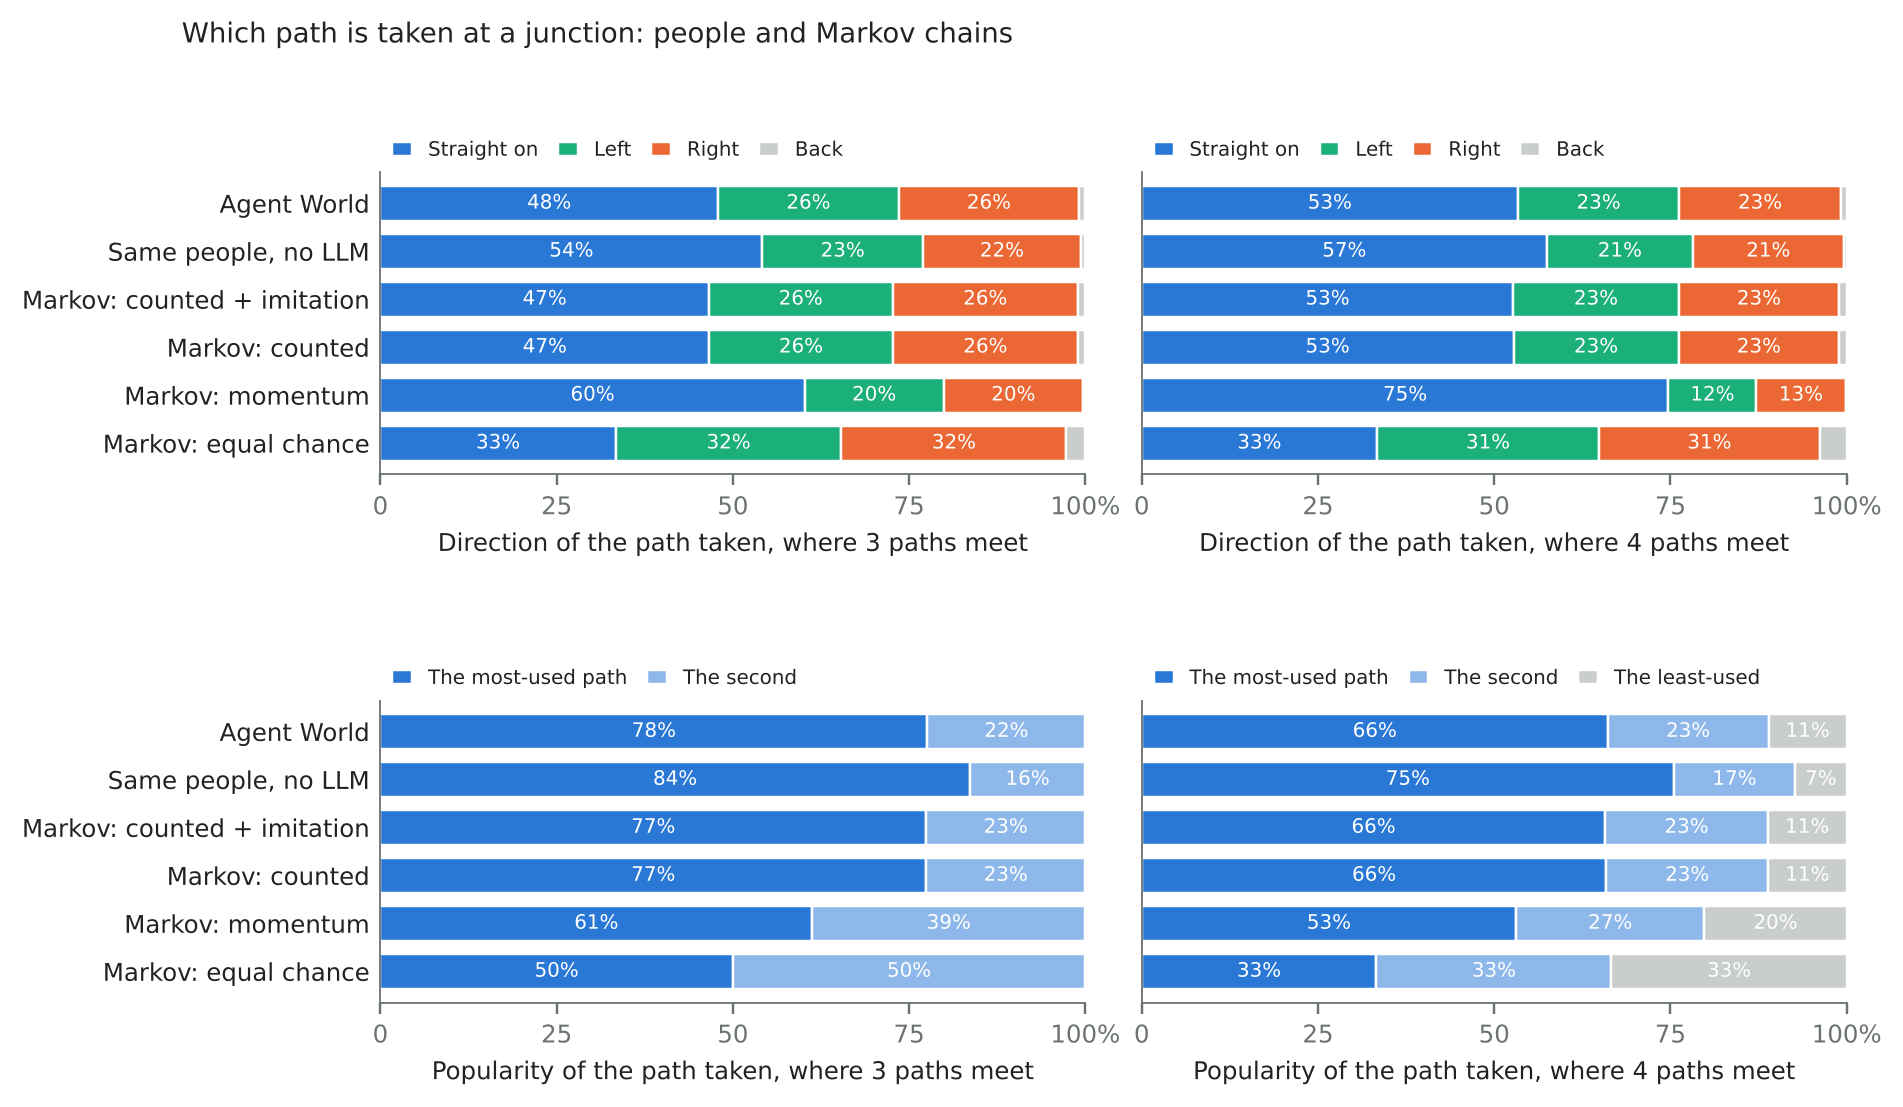 Which path is taken at a junction: people and Markov chains
Straight on Left Right Back
Agent World 48% 26% 26%
Same people, no LLM 54% 23% 22%
Markov: counted + imitation 47% 26% 26%
Markov: counted 47% 26% 26%
Markov: momentum 60% 20% 20%
Markov: equal chance 33% 32% 32%
0 25 50 75 100%
Direction of the path taken, where 3 paths meet
Straight on Left Right Back
53% 23% 23%
57% 21% 21%
53% 23% 23%
53% 23% 23%
75% 12% 13%
33% 31% 31%
0 25 50 75 100%
Direction of the path taken, where 4 paths meet
The most-used path The second
Agent World 78% 22%
Same people, no LLM 84% 16%
Markov: counted + imitation 77% 23%
Markov: counted 77% 23%
Markov: momentum 61% 39%
Markov: equal chance 50% 50%
0 25 50 75 100%
Popularity of the path taken, where 3 paths meet
The most-used path The second The least-used
66% 23% 11%
75% 17% 7%
66% 23% 11%
66% 23% 11%
53% 27% 20%
33% 33% 33%
0 25 50 75 100%
Popularity of the path taken, where 4 paths meet